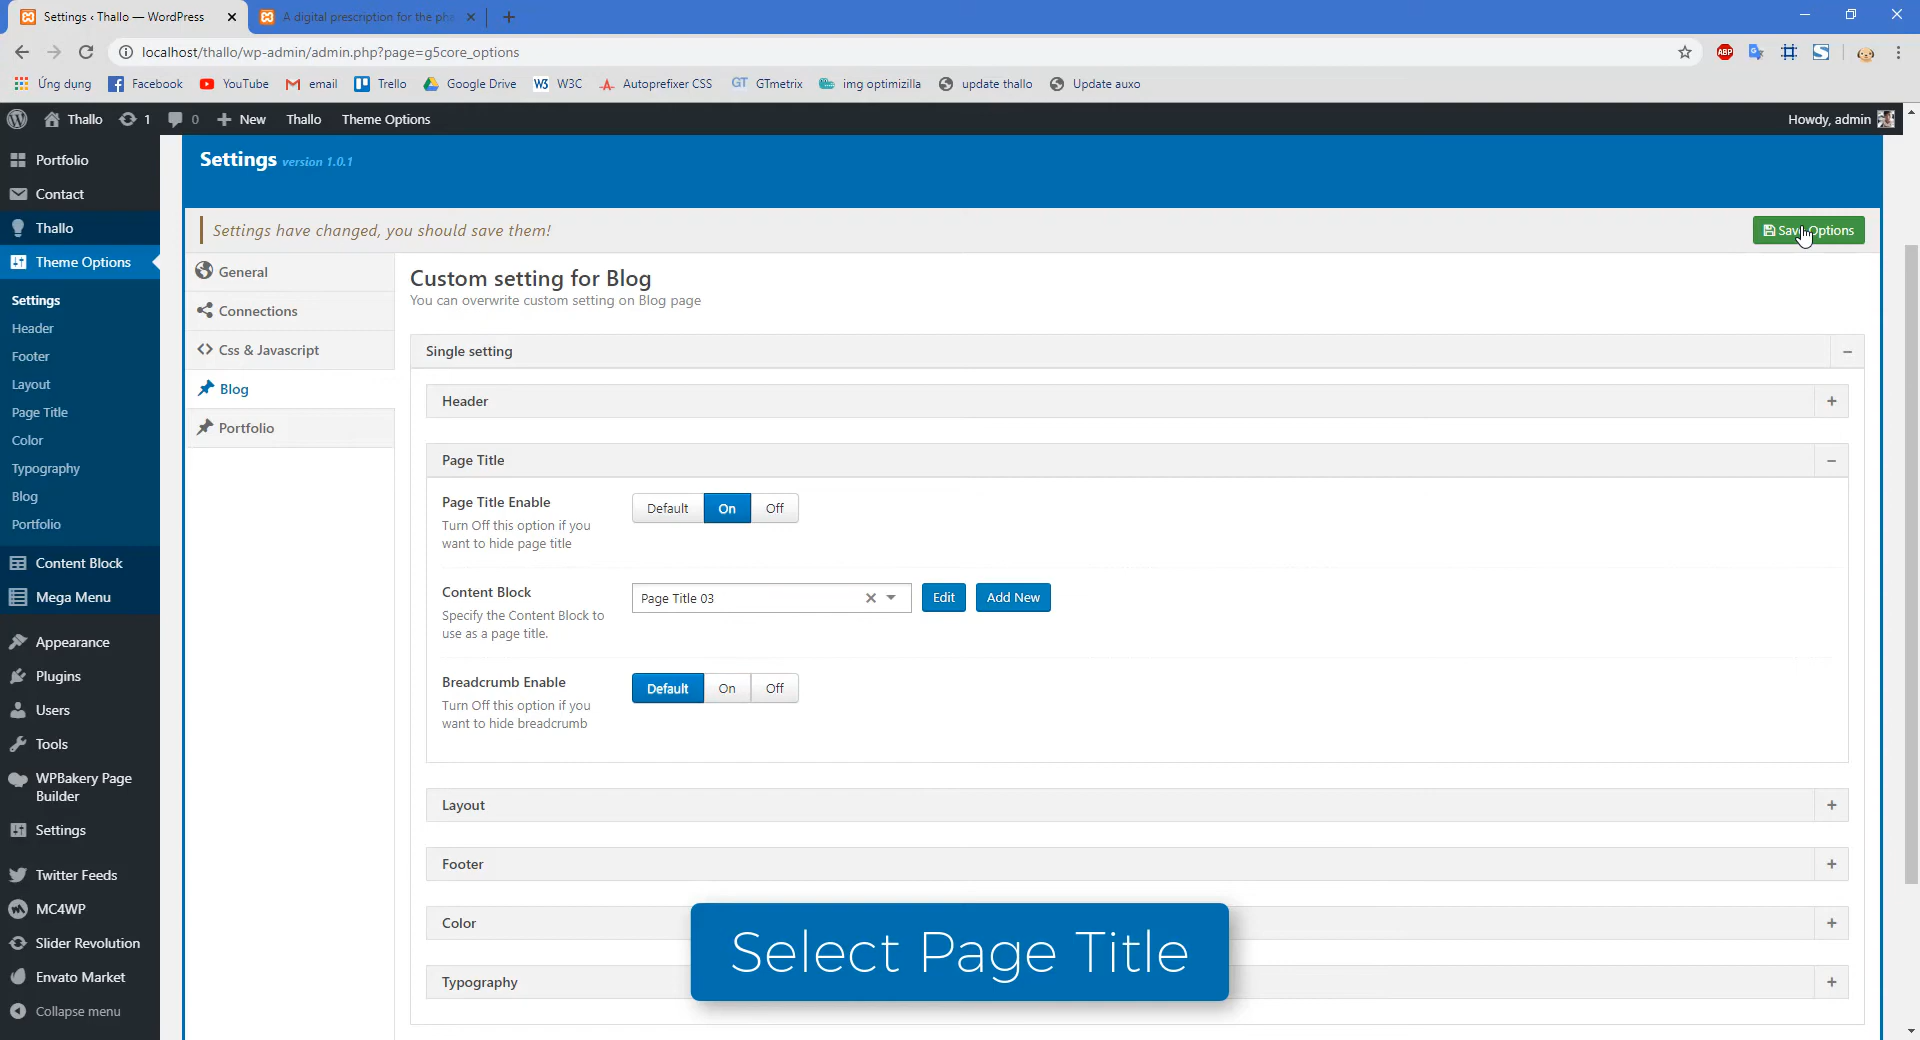 Settings ‹ Thallo — WordPress
A digital prescription for the pha
localhost/thallo/wp-admin/admin.php?page=g5core_options
ABP
Ứng dụng
Facebook
YouTube
email
Trello
Google Drive
W3 W3C
Autoprefixer CSS
GT GTmetrix
img optimizilla
update thallo
Update auxo
Thallo
1
0
New
Thallo
Theme Options
Howdy, admin
Portfolio
Contact
Thallo
Theme Options
Settings
Header
Footer
Layout
Page Title
Color
Typography
Blog
Portfolio
Content Block
Mega Menu
Appearance
Plugins
Users
Tools
WPBakery Page
Builder
Settings
Twitter Feeds
MC4WP
Slider Revolution
Envato Market
Collapse menu
Settings version 1.0.1
Settings have changed, you should save them!
Save Options
General
Connections
Css & Javascript
Blog
Portfolio
Custom setting for Blog
You can overwrite custom setting on Blog page
Single setting
Header
Page Title
Page Title Enable
Turn Off this option if you
want to hide page title
Default On Off
Content Block
Specify the Content Block to
use as a page title.
Page Title 03
Edit
Add New
Breadcrumb Enable
Turn Off this option if you
want to hide breadcrumb
Default On Off
Layout
Footer
Color
Typography
Select Page Title